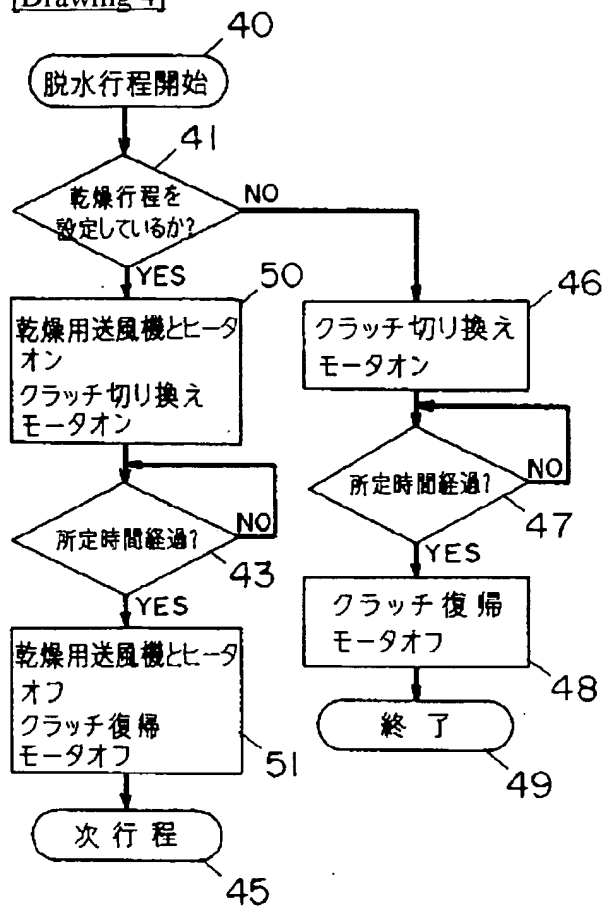 [Drawing 4]
40
脱水行程開始
41
乾燥行程を
設定しているか?
NO
YES
50
乾燥用送風機とヒータ
オン
クラッチ切り換え
モータオン
所定時間経過?
NO
43
YES
乾燥用送風機とヒータ
オフ
クラッチ復帰
モータオフ
51
次行程
45
46
クラッチ切り換え
モータオン
所定時間経過?
NO
47
YES
クラッチ復帰
モータオフ
48
終了
49